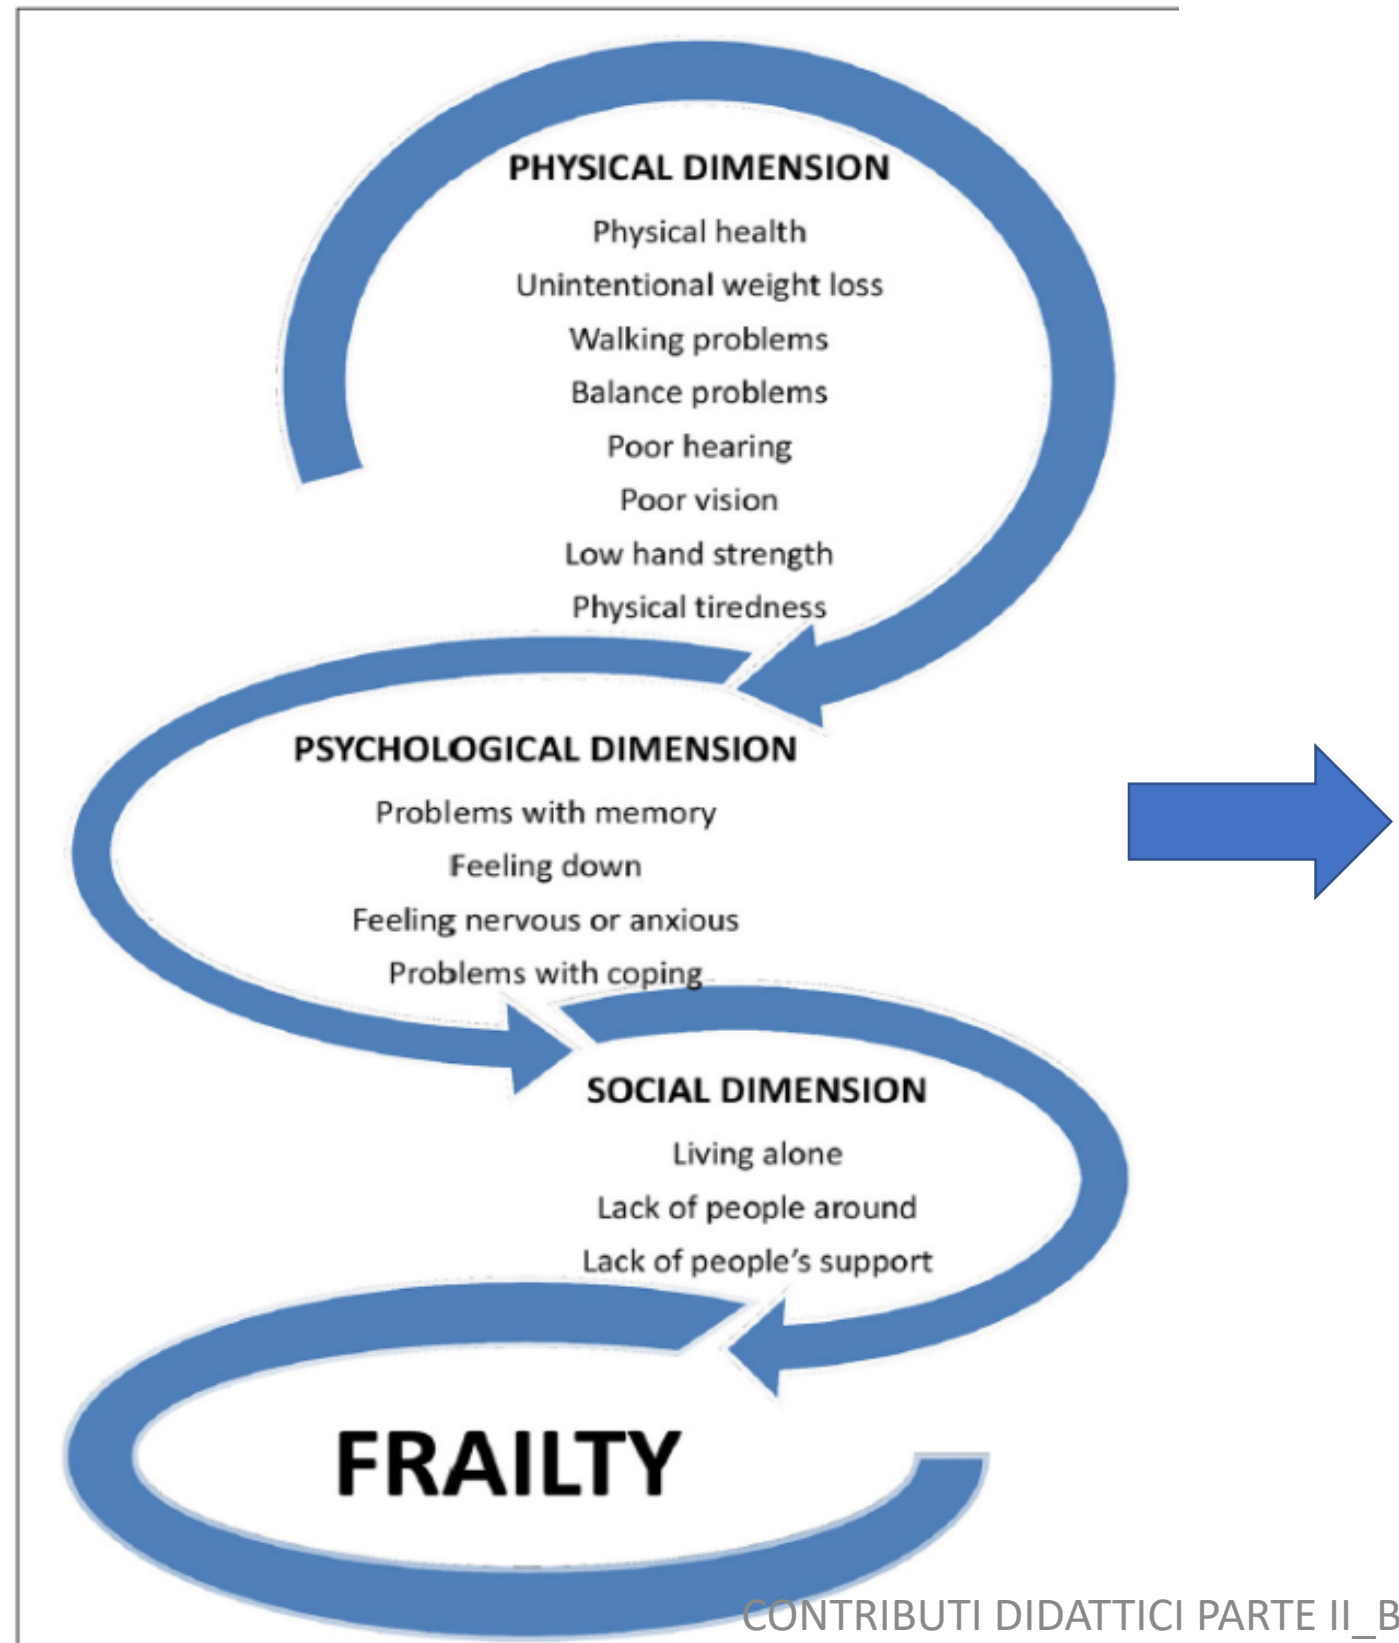 PHYSICAL DIMENSION
Physical health
Unintentional weight loss
Walking problems
Balance problems
Poor hearing
Poor vision
Low hand strength
Physical tiredness
PSYCHOLOGICAL DIMENSION
Problems with memory
Feeling down
Feeling nervous or anxious
Problems with coping
SOCIAL DIMENSION
Living alone
Lack of people around
Lack of people's support
FRAILTY
CONTRIBUTI DIDATTICI PARTE II_B